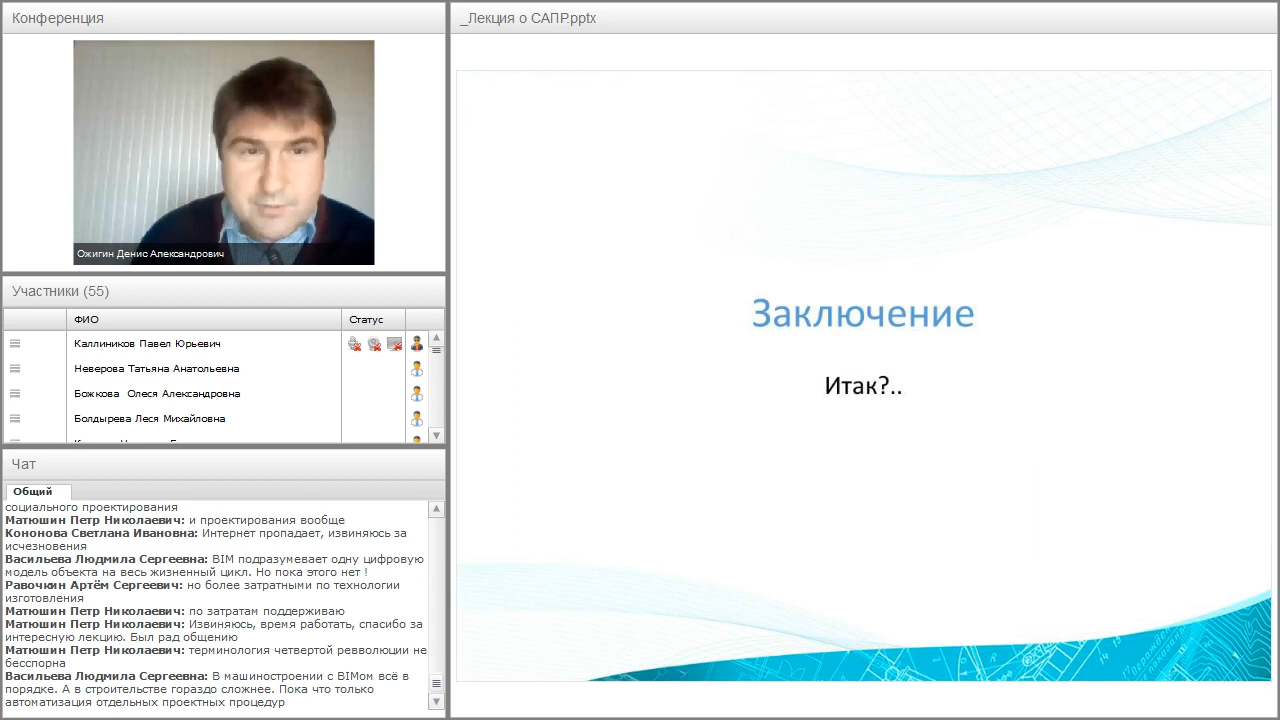 Конференция
Ожигин Денис Александрович
Участники (55)
ФИО
Статус
Каллиников Павел Юрьевич
Неверова Татьяна Анатольевна
Божкова Олеся Александровна
Болдырева Леся Михайловна
Чат
Общий
социального проектирования
Матюшин Петр Николаевич: и проектирования вообще
Кононова Светлана Ивановна: Интернет пропадает, извиняюсь за
исчезновения
Васильева Людмила Сергеевна: BIM подразумевает одну цифровую
модель объекта на весь жизненный цикл. Но пока этого нет !
Равочкин Артём Сергеевич: но более затратными по технологии
изготовления
Матюшин Петр Николаевич: по затратам поддерживаю
Матюшин Петр Николаевич: Извиняюсь, время работать, спасибо за
интересную лекцию. Был рад общению
Матюшин Петр Николаевич: терминология четвертой ревволюции не
бесспорна
Васильева Людмила Сергеевна: В машиностроении с BIMом всё в
порядке. А в строительстве гораздо сложнее. Пока что только
автоматизация отдельных проектных процедур
_Лекция о САПР.pptx
Заключение
Итак?..